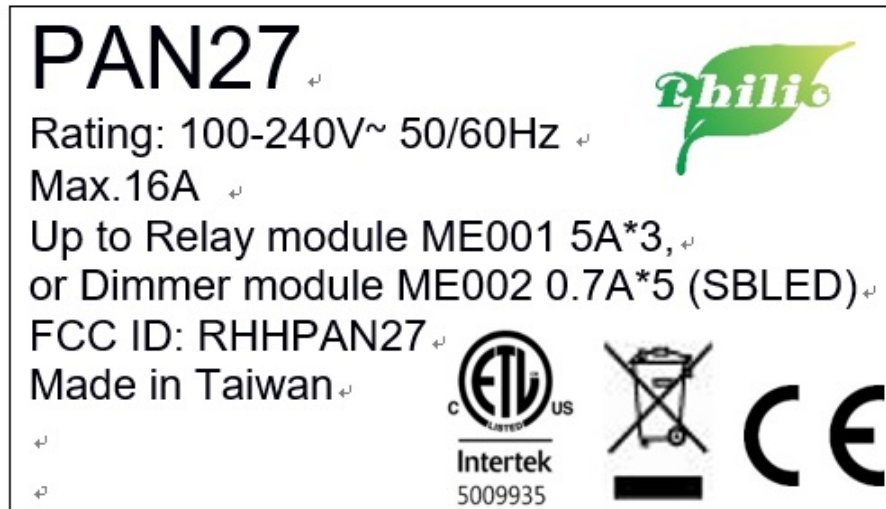 PAN27
Philio
Rating: 100-240V~ 50/60Hz
Max.16A
Up to Relay module ME001 5A*3,
or Dimmer module ME002 0.7A*5 (SBLED)
FCC ID: RHHPAN27
Made in Taiwan
C ETL US
LISTED
Intertek
5009935
CE